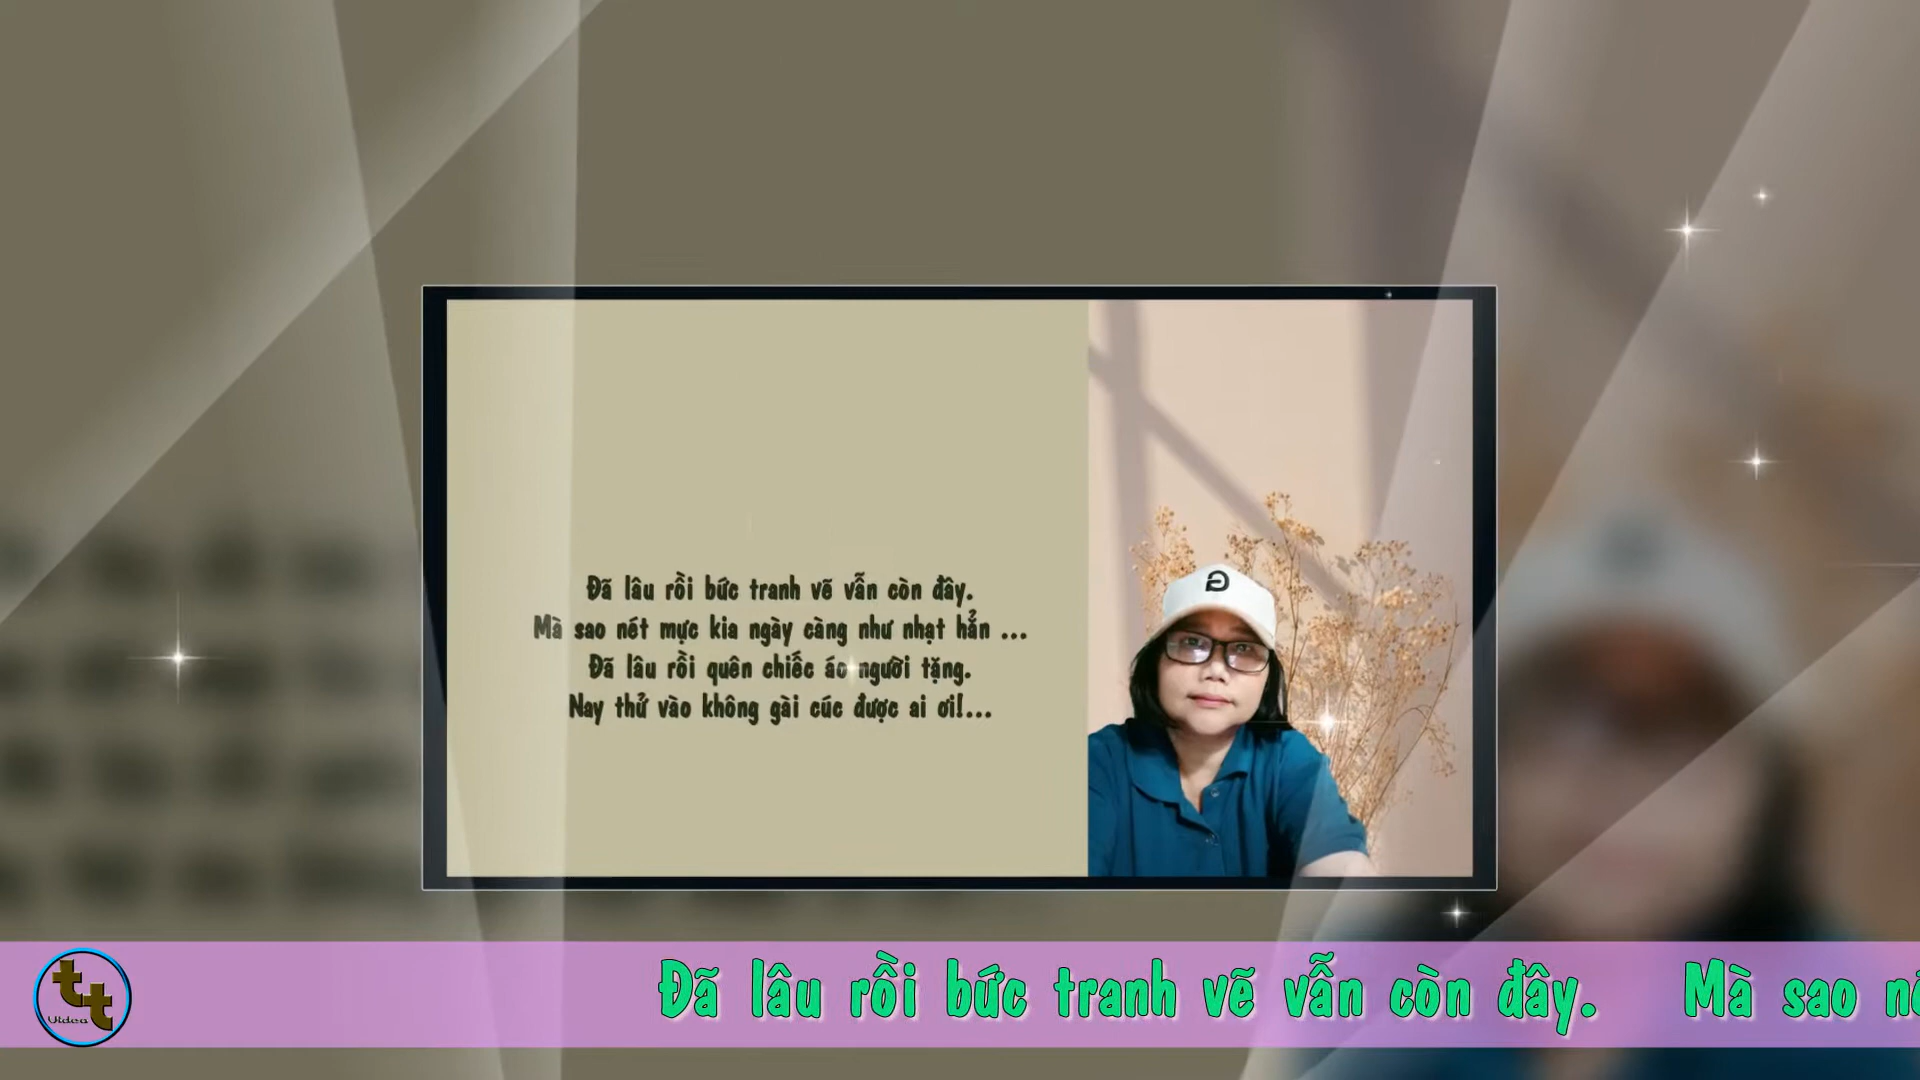 Đã lâu rồi bức tranh vẽ vẫn còn đây.
Mà sao nét mực kia ngày càng như nhạt hẳn ...
Đã lâu rồi quên chiếc áo người tặng.
Nay thử vào không gài cúc được ai ơi!...
tt
Video
Đã lâu rồi bức tranh vẽ vẫn còn đây. Mà sao